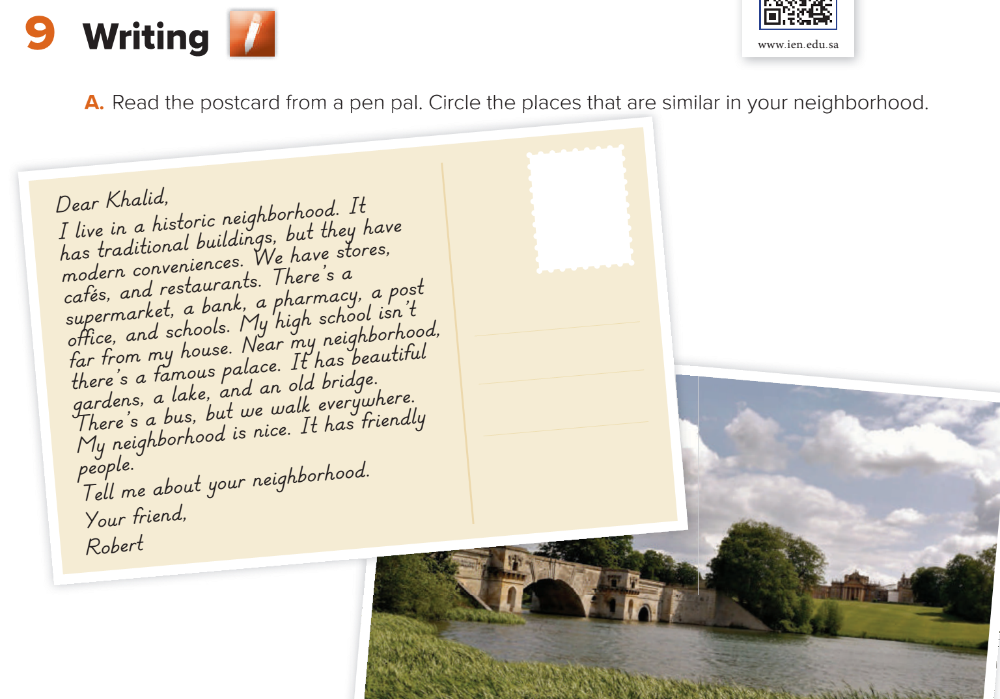 9 Writing
www.ien.edu.sa
A. Read the postcard from a pen pal. Circle the places that are similar in your neighborhood.
Dear Khalid,
I live in a historic neighborhood. It
has traditional buildings, but they have
modern conveniences. We have stores,
cafés, and restaurants. There's a
supermarket, a bank, a pharmacy, a post
office, and schools. My high school isn't
far from my house. Near my neighborhood,
there's a famous palace. It has beautiful
gardens, a lake, and an old bridge.
There's a bus, but we walk everywhere.
My neighborhood is nice. It has friendly
people.
Tell me about your neighborhood.
Your friend,
Robert